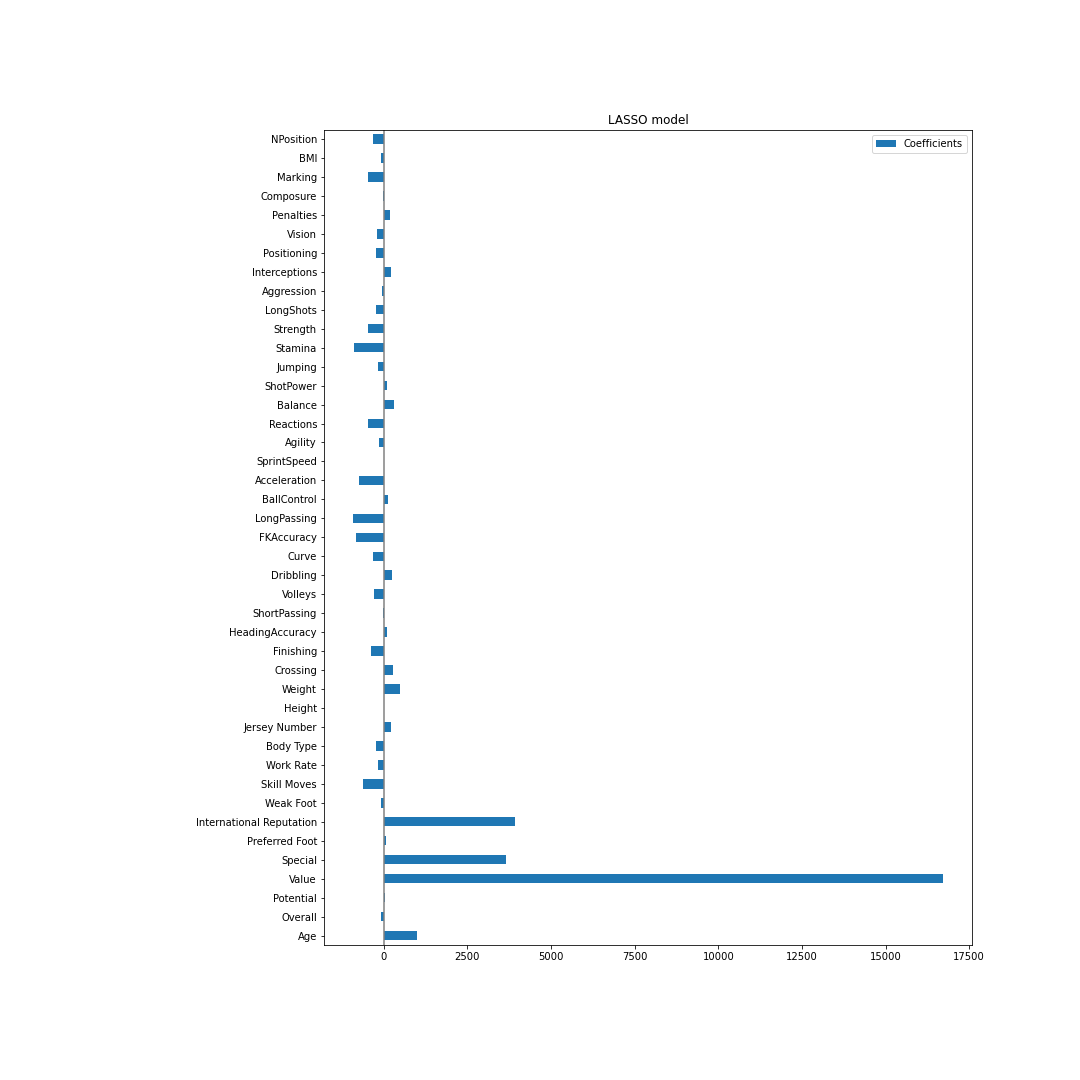 LASSO model
Coefficients
NPosition
BMI
Marking
Composure
Penalties
Vision
Positioning
Interceptions
Aggression
LongShots
Strength
Stamina
Jumping
ShotPower
Balance
Reactions
Agility
SprintSpeed
Acceleration
BallControl
LongPassing
FKAccuracy
Curve
Dribbling
Volleys
ShortPassing
HeadingAccuracy
Finishing
Crossing
Weight
Height
Jersey Number
Body Type
Work Rate
Skill Moves
Weak Foot
International Reputation
Preferred Foot
Special
Value
Potential
Overall
Age
0 2500 5000 7500 10000 12500 15000 17500